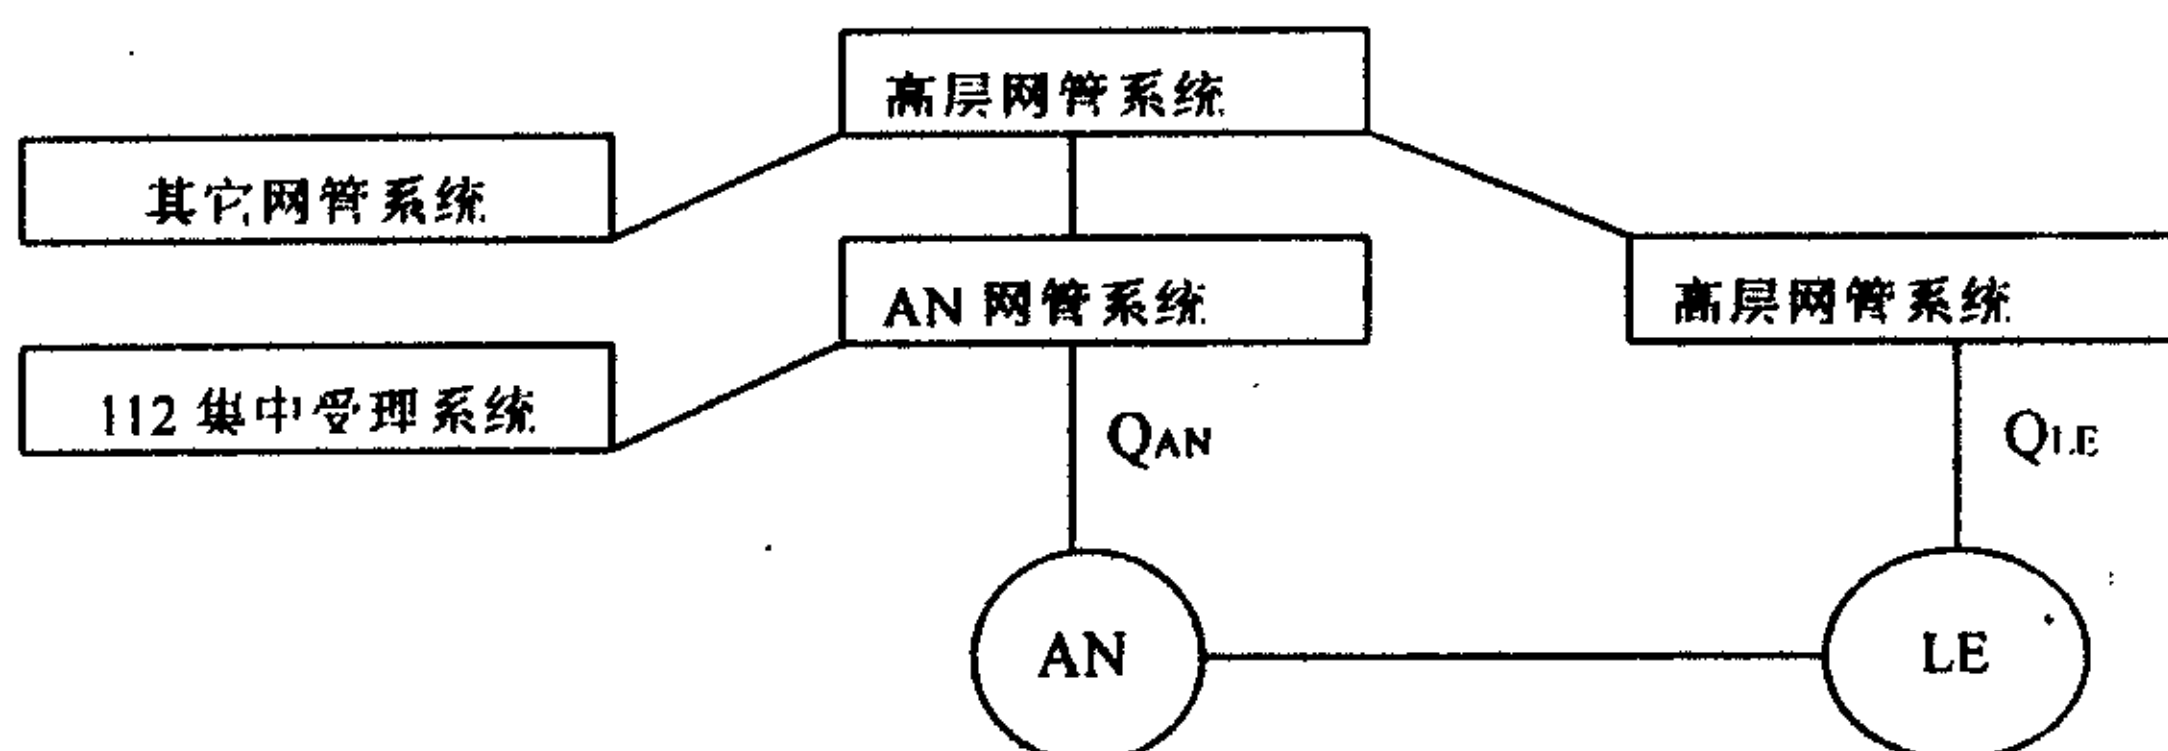 高层网管系统
其它网管系统
AN 网管系统
高层网管系统
112 集中受理系统
QAN
QLE
AN
LE